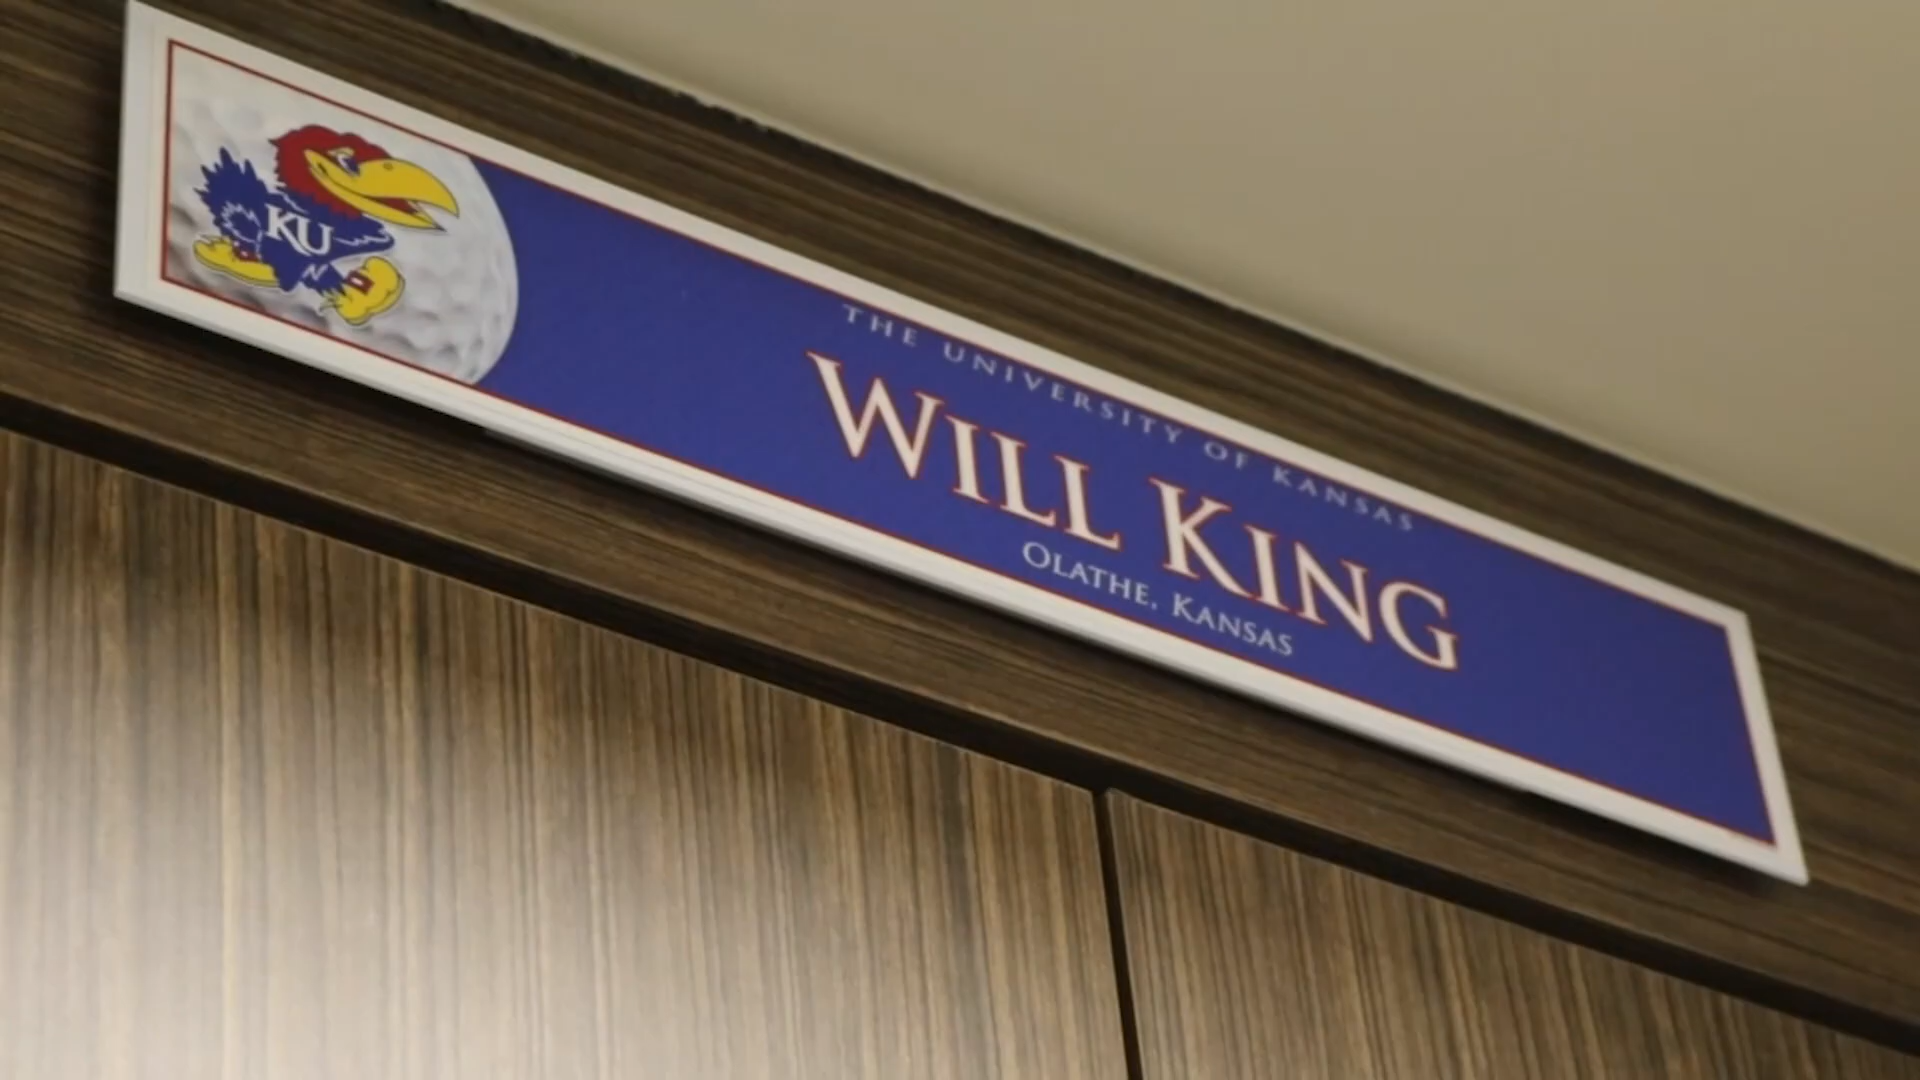 KU
THE UNIVERSITY OF KANSAS
WILL KING
OLATHE, KANSAS